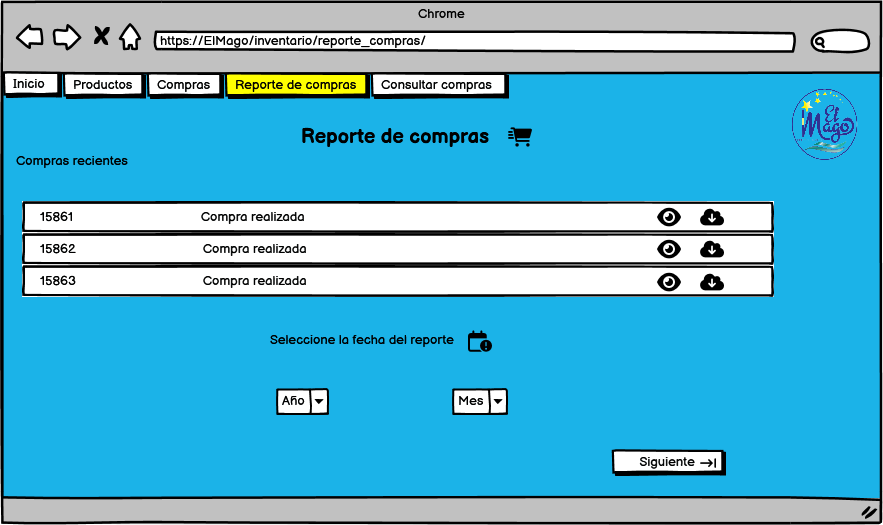 Chrome
https://ElMago/inventario/reporte_compras/
Inicio
Productos
Compras
Reporte de compras
Consultar compras
El Mago
Reporte de compras
Compras recientes
15861 Compra realizada
15862 Compra realizada
15863 Compra realizada
Seleccione la fecha del reporte
Año
Mes
Siguiente